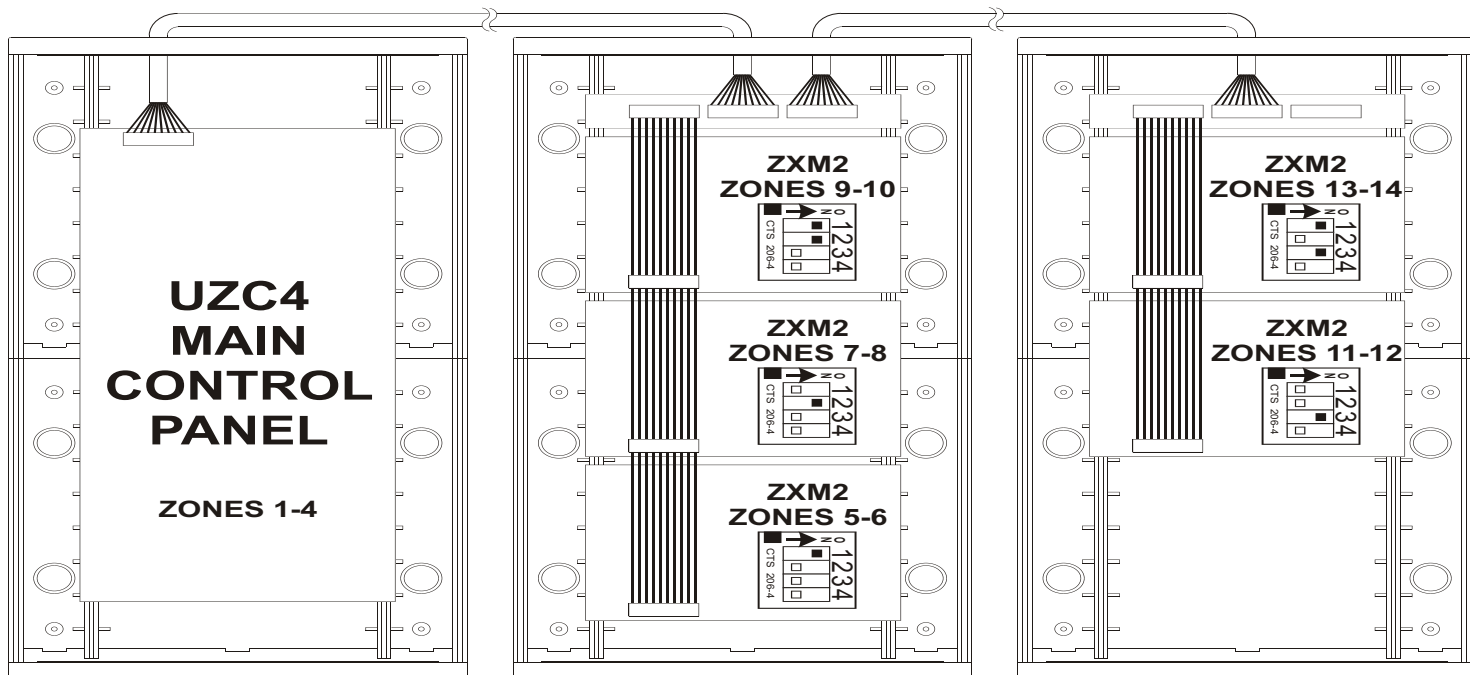 UZC4
MAIN
CONTROL
PANEL
ZONES 1-4
ZXM2
ZONES 9-10
ON
1234
CTS 206-4
ZXM2
ZONES 7-8
ON
1234
CTS 206-4
ZXM2
ZONES 5-6
ON
1234
CTS 206-4
ZXM2
ZONES 13-14
ON
1234
CTS 206-4
ZXM2
ZONES 11-12
ON
1234
CTS 206-4